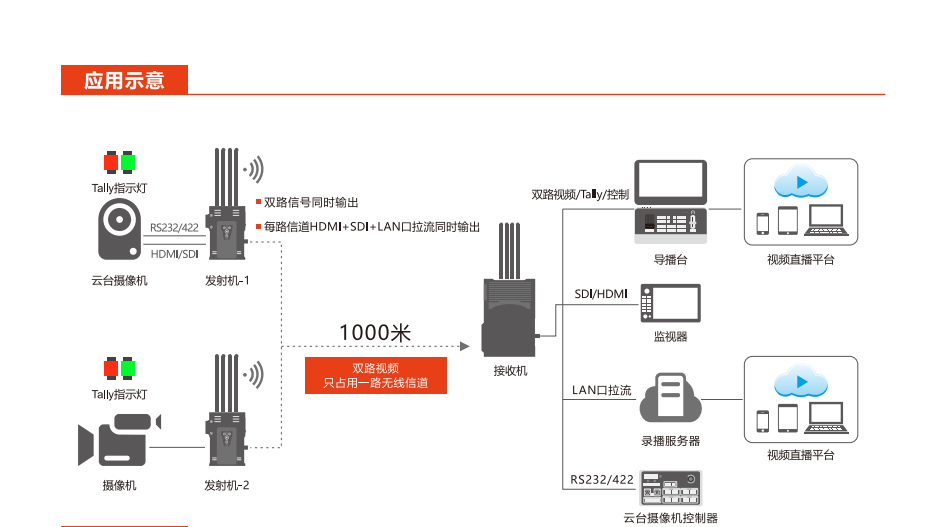 应用示意
Tally指示灯
RS232/422
HDMI/SDI
云台摄像机
发射机-1
双路信号同时输出
每路信道HDMI+SDI+LAN口拉流同时输出
1000米
双路视频
只占用一路无线信道
Tally指示灯
摄像机
发射机-2
接收机
双路视频/Tally/控制
导播台
视频直播平台
SDI/HDMI
监视器
LAN口拉流
录播服务器
视频直播平台
RS232/422
云台摄像机控制器